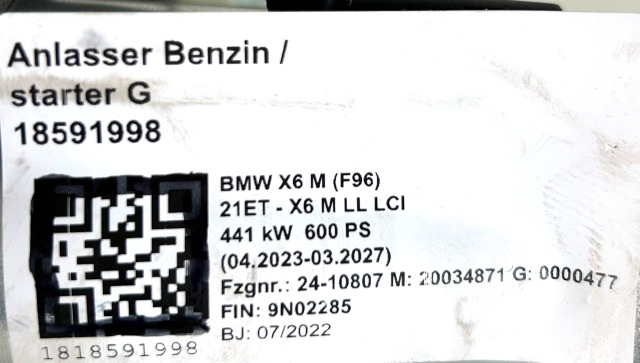 Anlasser Benzin /
starter G
18591998
BMW X6 M (F96)
21ET - X6 M LL LCI
441 kW 600 PS
(04.2023-03.2027)
Fzgnr.: 24-10807 M: 20034871 G: 0000477
FIN: 9N02285
BJ: 07/2022
1818591998